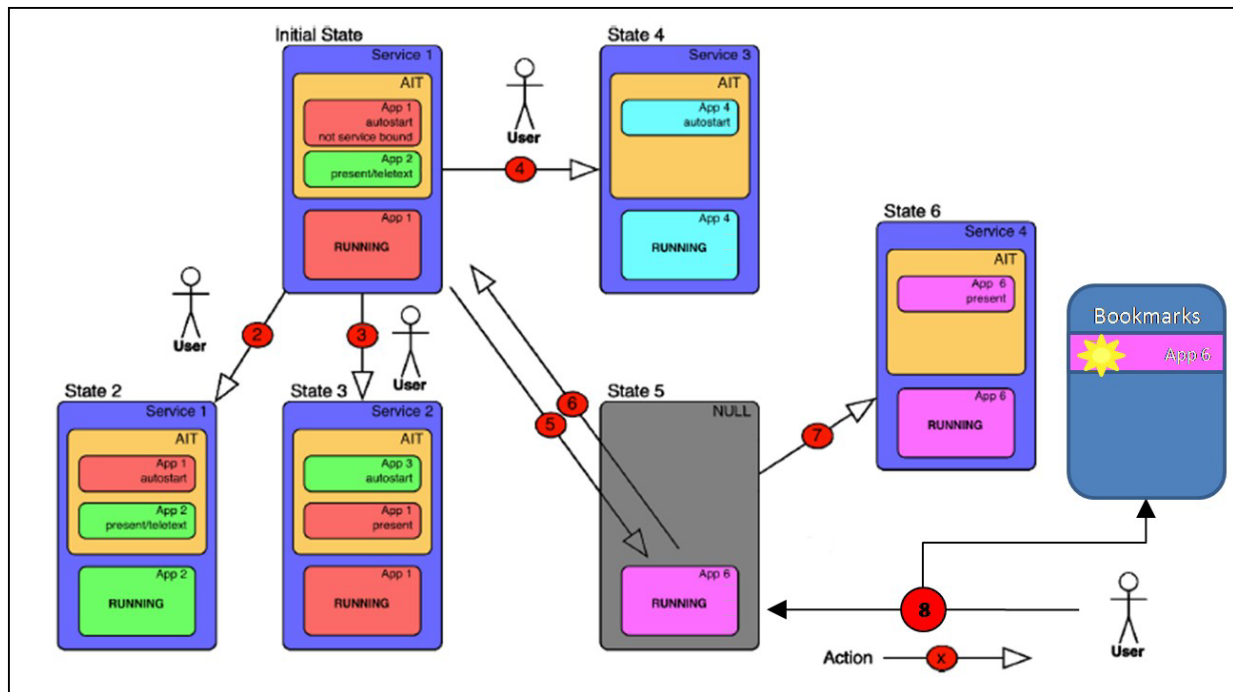 Initial State
Service 1
AIT
App 1
autostart
not service bound
App 2
present/teletext
App 1
RUNNING
User
4
State 4
Service 3
AIT
App 4
autostart
App 4
RUNNING
State 6
Service 4
AIT
App 6
present
App 6
RUNNING
Bookmarks
App 6
User
2
3
User
State 2
Service 1
AIT
App 1
autostart
App 2
present/teletext
App 2
RUNNING
State 3
Service 2
AIT
App 3
autostart
App 1
present
App 1
RUNNING
5
6
State 5
NULL
App 6
RUNNING
7
8
User
Action
x